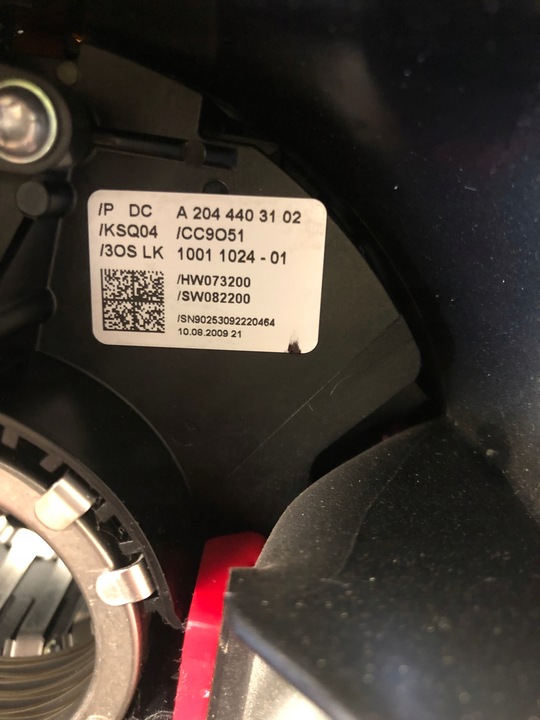 /P DC A 204 440 31 02
/KSQ04 /CC9O51
/3OS LK 1001 1024 - 01
/HW073200
/SW082200
/SN90253092220464
10.08.2009 21